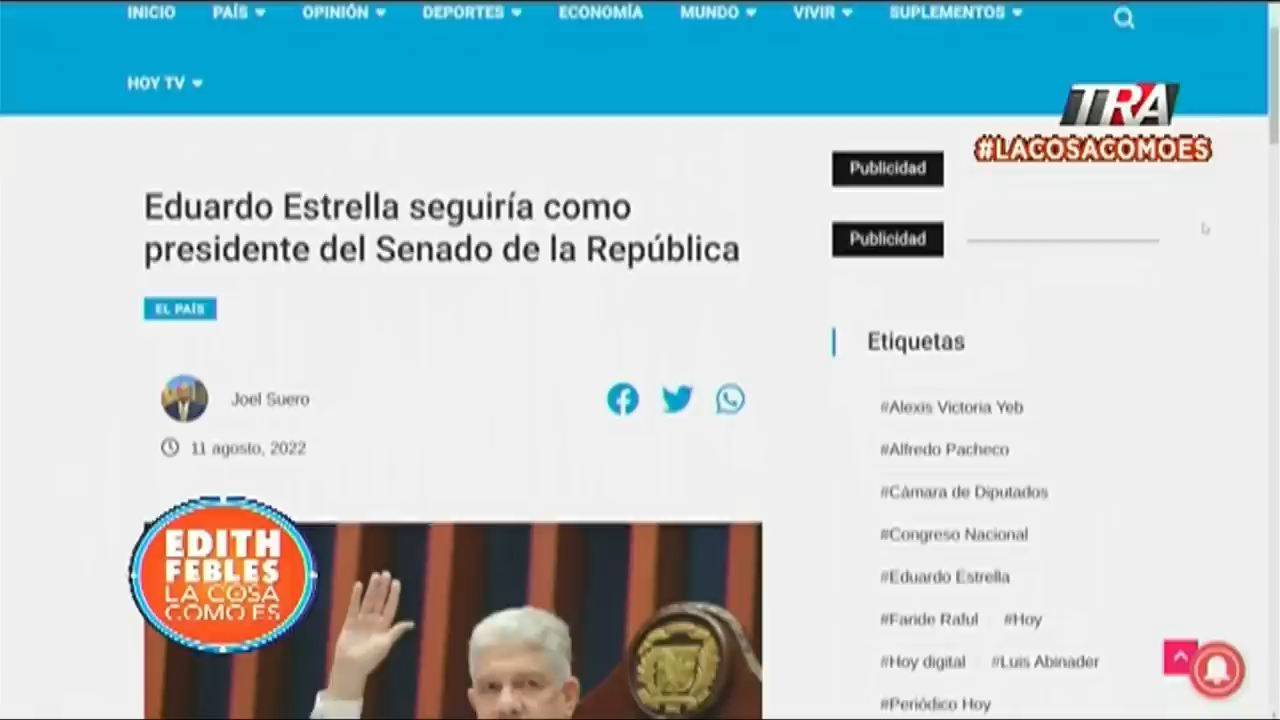 INICIO PAÍS OPINIÓN DEPORTES ECONOMÍA MUNDO VIVIR SUPLEMENTOS
HOY TV
TRA
#LACOSACOMOES
Publicidad
Publicidad
Eduardo Estrella seguiría como
presidente del Senado de la República
EL PAÍS
Joel Suero
11 agosto, 2022
Etiquetas
#Alexis Victoria Yeb
#Alfredo Pacheco
#Cámara de Diputados
#Congreso Nacional
#Eduardo Estrella
#Faride Raful #Hoy
#Hoy digital #Luis Abinader
#Periódico Hoy
EDITH
FEBLES
LA COSA
COMO ES